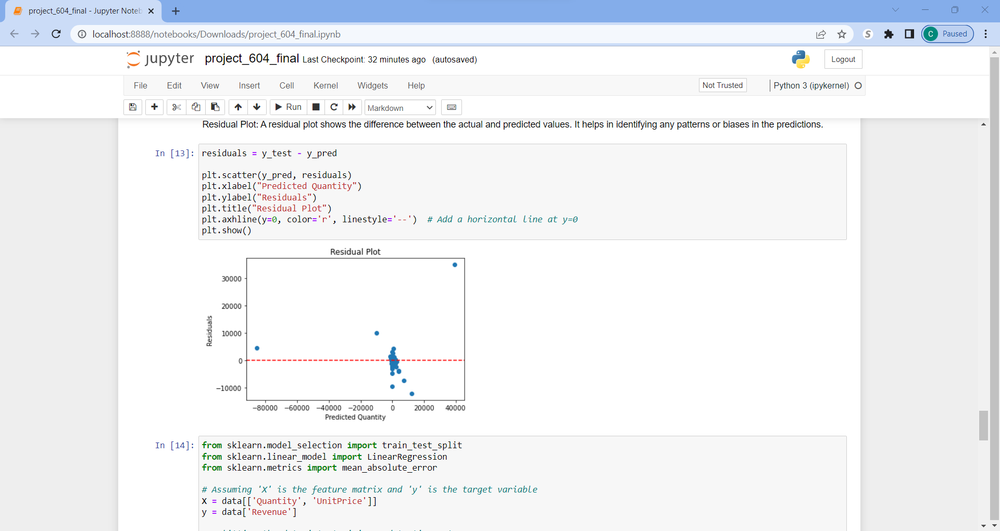 project_604_final - Jupyter Noteb
localhost:8888/notebooks/Downloads/project_604_final.ipynb
S
C Paused
jupyter project_604_final Last Checkpoint: 32 minutes ago (autosaved)
Logout
File Edit View Insert Cell Kernel Widgets Help
Not Trusted
Python 3 (ipykernel)
Run
Markdown
Residual Plot: A residual plot shows the difference between the actual and predicted values. It helps in identifying any patterns or biases in the predictions.
In [13]:
residuals = y_test - y_pred
plt.scatter(y_pred, residuals)
plt.xlabel("Predicted Quantity")
plt.ylabel("Residuals")
plt.title("Residual Plot")
plt.axhline(y=0, color='r', linestyle='--')  # Add a horizontal line at y=0
plt.show()
Residual Plot
30000
20000
10000
0
−10000
Residuals
−80000 −60000 −40000 −20000 0 20000 40000
Predicted Quantity
In [14]:
from sklearn.model_selection import train_test_split
from sklearn.linear_model import LinearRegression
from sklearn.metrics import mean_absolute_error
# Assuming 'X' is the feature matrix and 'y' is the target variable
X = data[['Quantity', 'UnitPrice']]
y = data['Revenue']